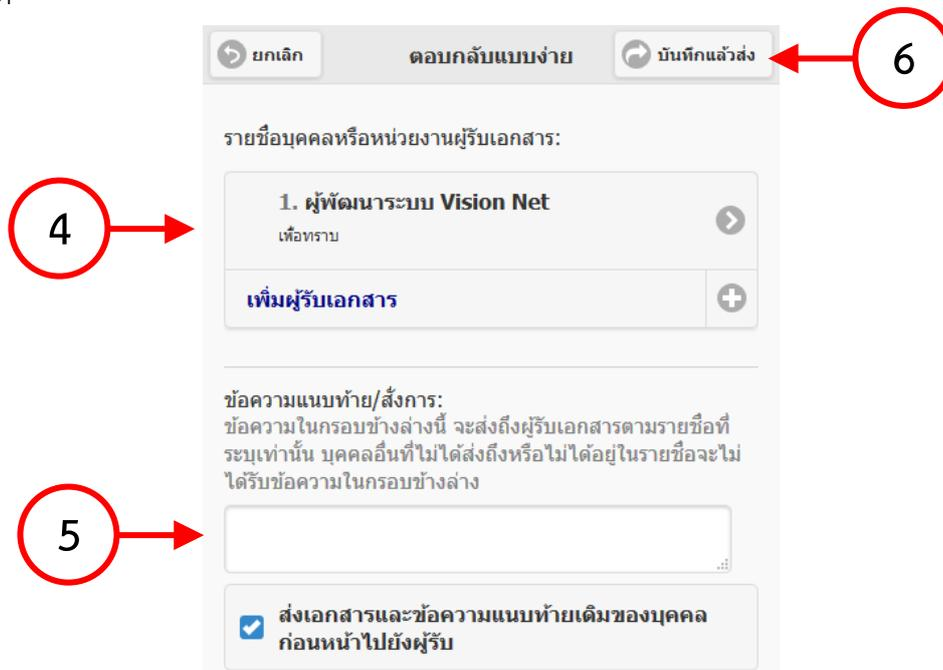 ยกเลิก ตอบกลับแบบง่าย บันทึกแล้วส่ง
6
รายชื่อบุคคลหรือหน่วยงานผู้รับเอกสาร:
4
1. ผู้พัฒนาระบบ Vision Net
เพื่อทราบ
เพิ่มผู้รับเอกสาร
ข้อความแนบท้าย/สั่งการ:
ข้อความในกรอบข้างล่างนี้ จะส่งถึงผู้รับเอกสารตามรายชื่อที่
ระบุเท่านั้น บุคคลอื่นที่ไม่ได้ส่งถึงหรือไม่ได้อยู่ในรายชื่อจะไม่
ได้รับข้อความในกรอบข้างล่าง
5
ส่งเอกสารและข้อความแนบท้ายเดิมของบุคคล
ก่อนหน้าไปยังผู้รับ